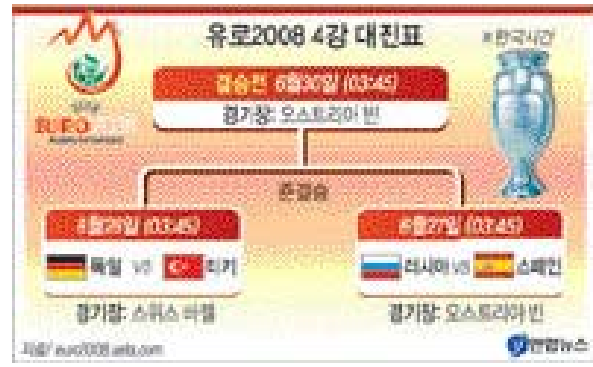 유로2008 4강 대진표
※한국시간
결승전 6월30일 (03:45)
경기장: 오스트리아 빈
EURO
준결승
6월26일 (03:45)
독일 vs 터키
경기장: 스위스 바젤
6월27일 (03:45)
러시아 vs 스페인
경기장: 오스트리아 빈
자료/ euro2008.uefa.com
연합뉴스